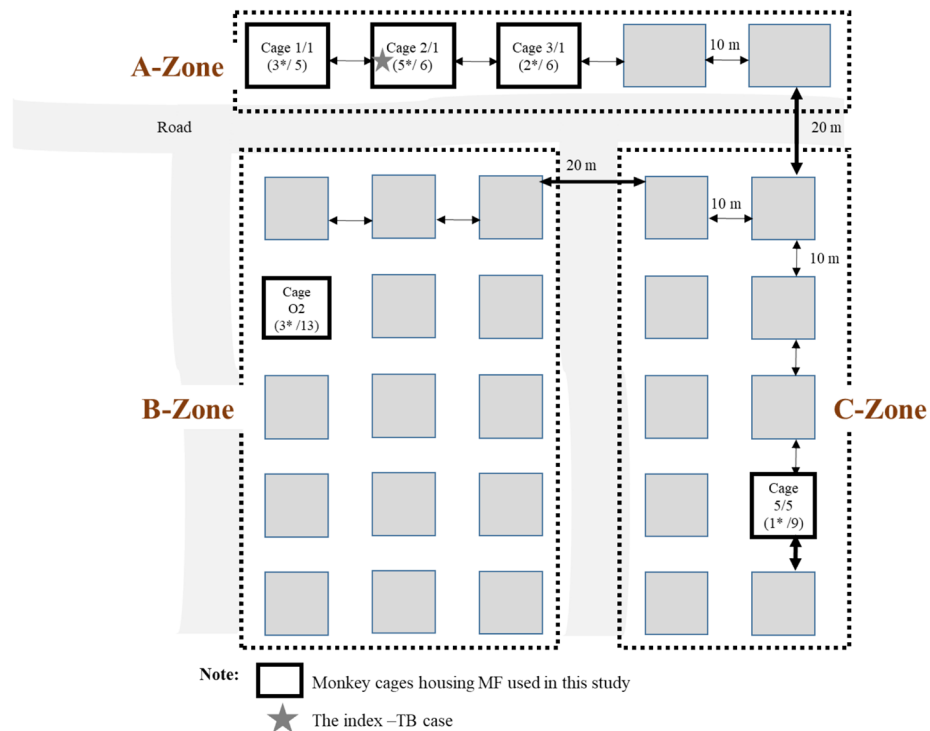 Cage 1/1
(3*/ 5)
Cage 2/1
(5*/ 6)
Cage 3/1
(2*/ 6)
10 m
A-Zone
Road
20 m
20 m
10 m
10 m
Cage
O2
(3* /13)
B-Zone
C-Zone
Cage
5/5
(1* /9)
Note:
Monkey cages housing MF used in this study
The index –TB case